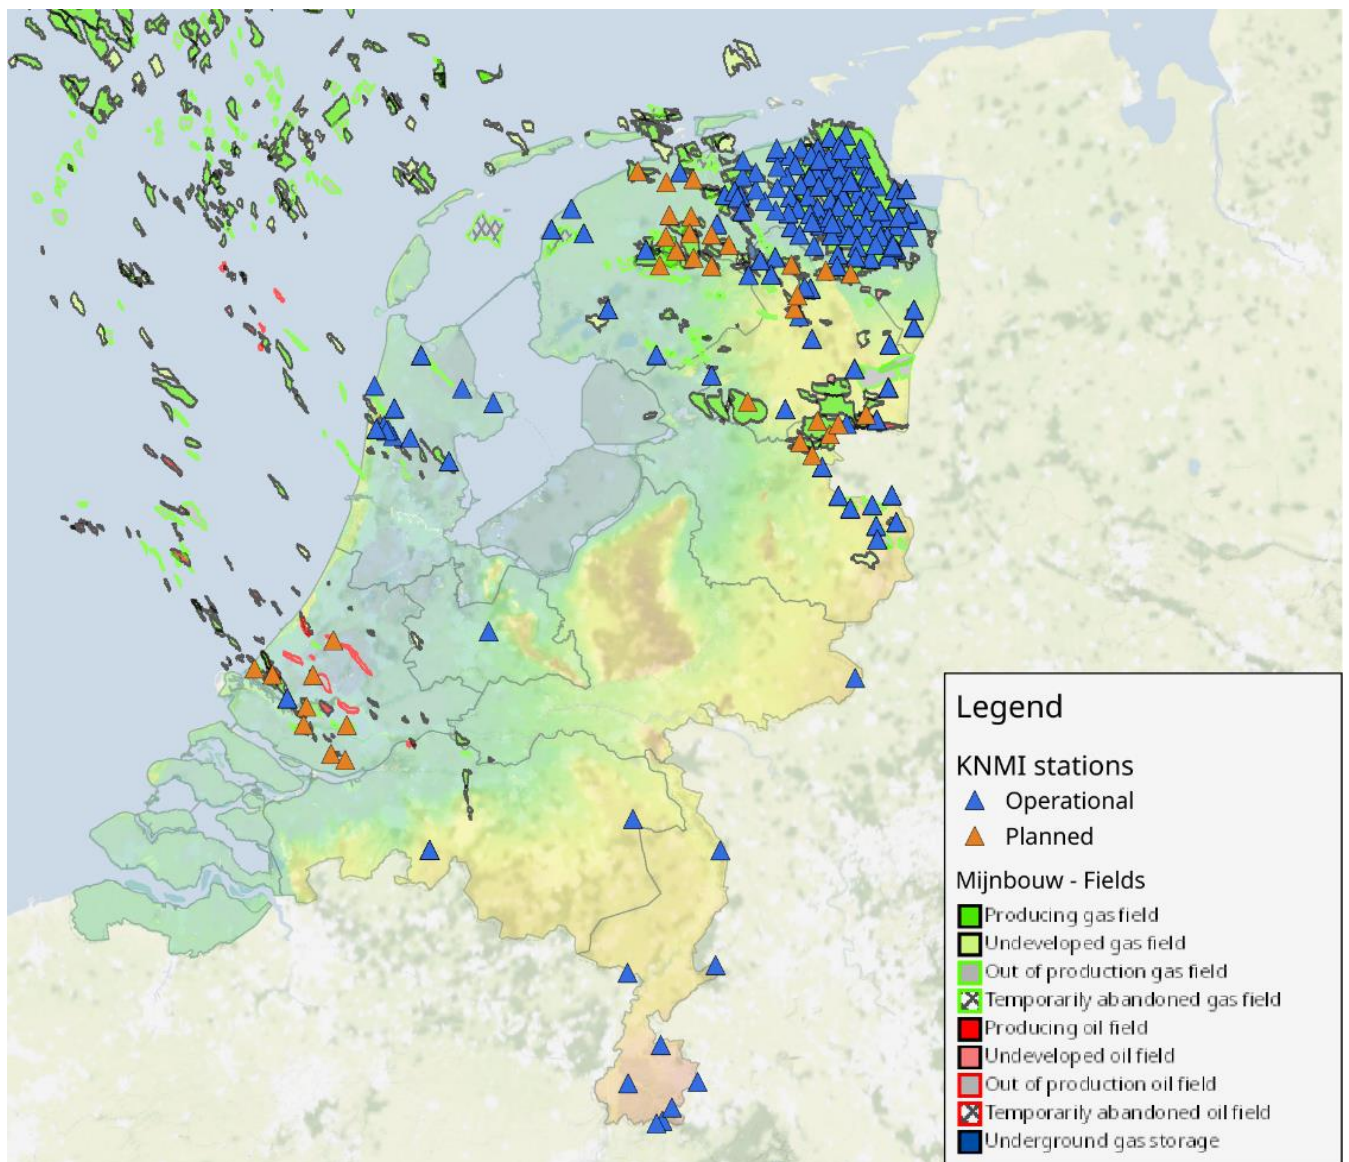 Legend
KNMI stations
Operational
Planned
Mijnbouw - Fields
Producing gas field
Undeveloped gas field
Out of production gas field
Temporarily abandoned gas field
Producing oil field
Undeveloped oil field
Out of production oil field
Temporarily abandoned oil field
Underground gas storage